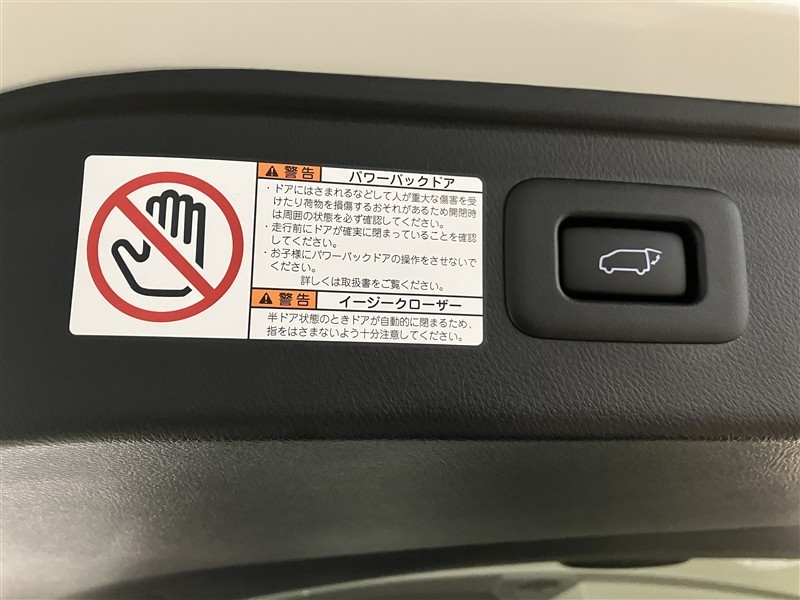 警告 パワーバックドア
・ドアにはさまれるなどして人が重大な傷害を受
けたり荷物を損傷するおそれがあるため開閉時
は周囲の状態を必ず確認してください。
・走行前にドアが確実に閉まっていることを確認
してください。
・お子様にパワーバックドアの操作をさせないで
ください。
詳しくは取扱書をご覧ください。
警告 イージークローザー
半ドア状態のときドアが自動的に閉まるため、
指をはさまないよう十分注意してください。